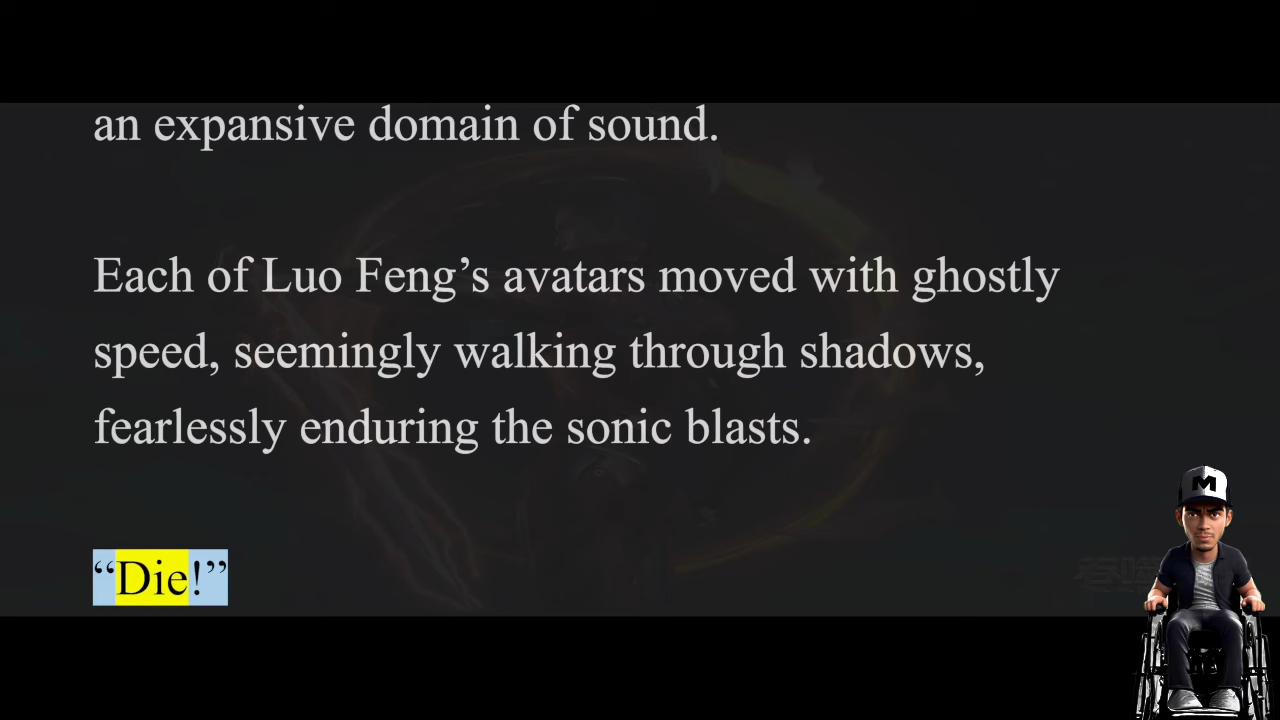 an expansive domain of sound.
Each of Luo Feng’s avatars moved with ghostly
speed, seemingly walking through shadows,
fearlessly enduring the sonic blasts.
“Die!”
M